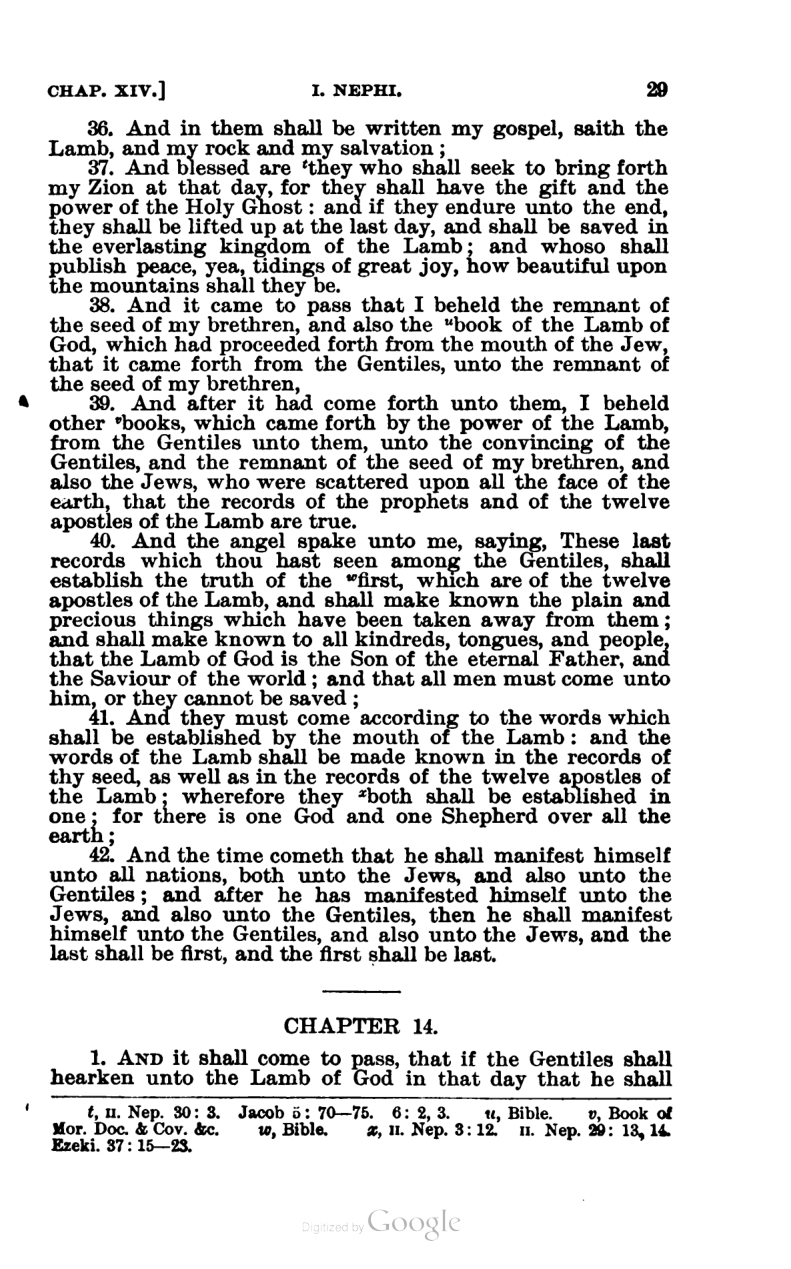 CHAP. XIV.] I. NEPHI. 29
36. And in them shall be written my gospel, saith the
Lamb, and my rock and my salvation;
37. And blessed are ᵗthey who shall seek to bring forth
my Zion at that day, for they shall have the gift and the
power of the Holy Ghost: and if they endure unto the end,
they shall be lifted up at the last day, and shall be saved in
the everlasting kingdom of the Lamb; and whoso shall
publish peace, yea, tidings of great joy, how beautiful upon
the mountains shall they be.
38. And it came to pass that I beheld the remnant of
the seed of my brethren, and also the ᵘbook of the Lamb of
God, which had proceeded forth from the mouth of the Jew,
that it came forth from the Gentiles, unto the remnant of
the seed of my brethren,
39. And after it had come forth unto them, I beheld
other ᵛbooks, which came forth by the power of the Lamb,
from the Gentiles unto them, unto the convincing of the
Gentiles, and the remnant of the seed of my brethren, and
also the Jews, who were scattered upon all the face of the
earth, that the records of the prophets and of the twelve
apostles of the Lamb are true.
40. And the angel spake unto me, saying, These last
records which thou hast seen among the Gentiles, shall
establish the truth of the ʷfirst, which are of the twelve
apostles of the Lamb, and shall make known the plain and
precious things which have been taken away from them;
and shall make known to all kindreds, tongues, and people,
that the Lamb of God is the Son of the eternal Father, and
the Saviour of the world; and that all men must come unto
him, or they cannot be saved;
41. And they must come according to the words which
shall be established by the mouth of the Lamb: and the
words of the Lamb shall be made known in the records of
thy seed, as well as in the records of the twelve apostles of
the Lamb; wherefore they ˣboth shall be established in
one; for there is one God and one Shepherd over all the
earth;
42. And the time cometh that he shall manifest himself
unto all nations, both unto the Jews, and also unto the
Gentiles; and after he has manifested himself unto the
Jews, and also unto the Gentiles, then he shall manifest
himself unto the Gentiles, and also unto the Jews, and the
last shall be first, and the first shall be last.
CHAPTER 14.
1. AND it shall come to pass, that if the Gentiles shall
hearken unto the Lamb of God in that day that he shall
t, II. Nep. 30: 3. Jacob 5: 70—75. 6: 2, 3. u, Bible. v, Book of
Mor. Doc. & Cov. &c. w, Bible. x, II. Nep. 3: 12. II. Nep. 29: 13, 14.
Ezeki. 37: 15—23.
Digitized by Google